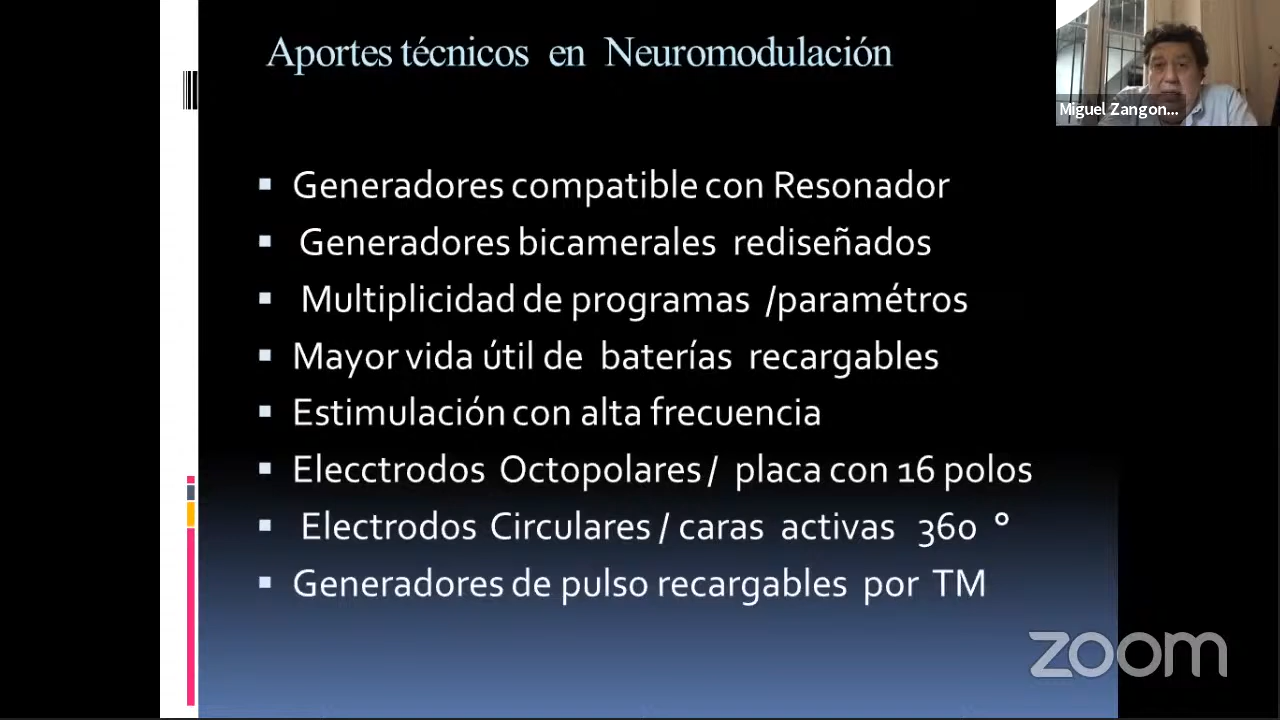 Aportes técnicos en Neuromodulación
Miguel Zangon...
▪ Generadores compatible con Resonador
▪ Generadores bicamerales rediseñados
▪ Multiplicidad de programas /paramétros
▪ Mayor vida útil de baterías recargables
▪ Estimulación con alta frecuencia
▪ Elecctrodos Octopolares / placa con 16 polos
▪ Electrodos Circulares / caras activas 360 °
▪ Generadores de pulso recargables por TM
zoom